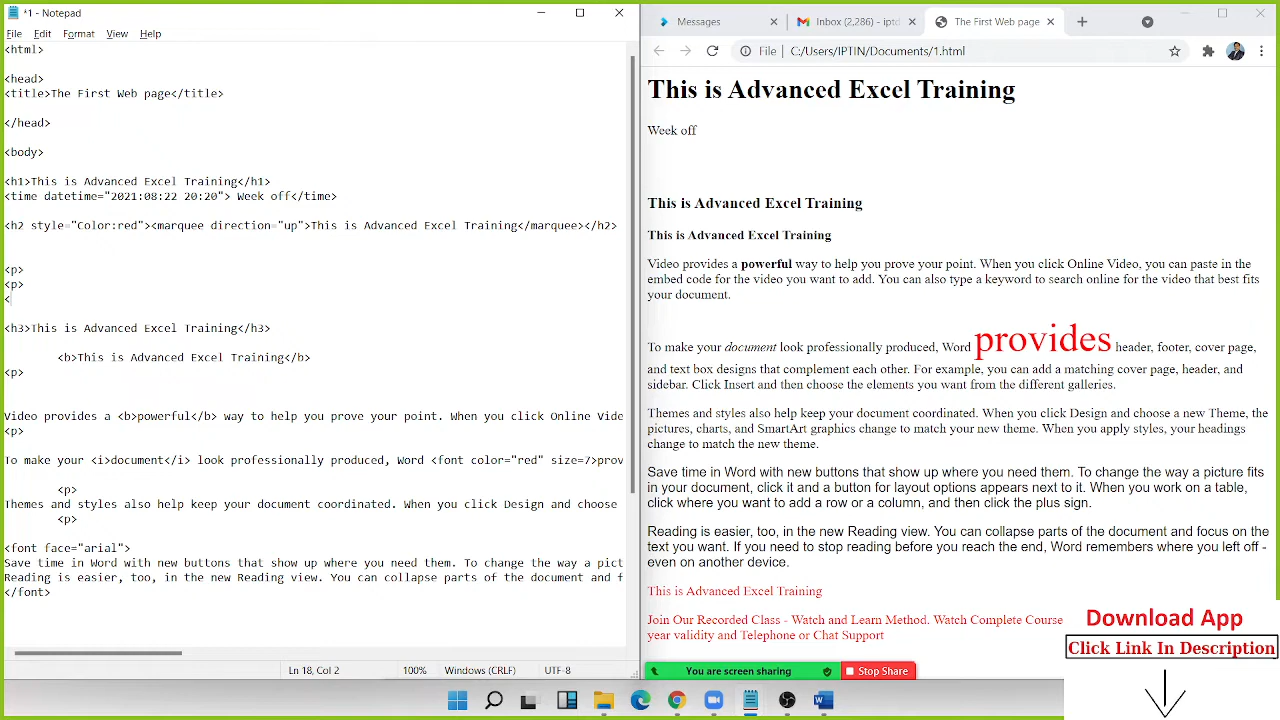 *1 - Notepad
File Edit Format View Help
<html>
<head>
<title>The First Web page</title>
</head>
<body>
<h1>This is Advanced Excel Training</h1>
<time datetime="2021:08:22 20:20"> Week off</time>
<h2 style="Color:red"><marquee direction="up">This is Advanced Excel Training</marquee></h2>
<p>
<p>
<
<h3>This is Advanced Excel Training</h3>
<b>This is Advanced Excel Training</b>
<p>
Video provides a <b>powerful</b> way to help you prove your point. When you click Online Vide
<p>
To make your <i>document</i> look professionally produced, Word <font color="red" size=7>prov
<p>
Themes and styles also help keep your document coordinated. When you click Design and choose
<p>
<font face="arial">
Save time in Word with new buttons that show up where you need them. To change the way a pict
Reading is easier, too, in the new Reading view. You can collapse parts of the document and f
</font>
Ln 18, Col 2 100% Windows (CRLF) UTF-8
Messages Inbox (2,286) - iptd The First Web page
File C:/Users/IPTIN/Documents/1.html
This is Advanced Excel Training
Week off
This is Advanced Excel Training
This is Advanced Excel Training
Video provides a powerful way to help you prove your point. When you click Online Video, you can paste in the
embed code for the video you want to add. You can also type a keyword to search online for the video that best fits
your document.
To make your document look professionally produced, Word provides header, footer, cover page,
and text box designs that complement each other. For example, you can add a matching cover page, header, and
sidebar. Click Insert and then choose the elements you want from the different galleries.
Themes and styles also help keep your document coordinated. When you click Design and choose a new Theme, the
pictures, charts, and SmartArt graphics change to match your new theme. When you apply styles, your headings
change to match the new theme.
Save time in Word with new buttons that show up where you need them. To change the way a picture fits
in your document, click it and a button for layout options appears next to it. When you work on a table,
click where you want to add a row or a column, and then click the plus sign.
Reading is easier, too, in the new Reading view. You can collapse parts of the document and focus on the
text you want. If you need to stop reading before you reach the end, Word remembers where you left off -
even on another device.
This is Advanced Excel Training
Join Our Recorded Class - Watch and Learn Method. Watch Complete Course
year validity and Telephone or Chat Support
You are screen sharing Stop Share
Download App
Click Link In Description